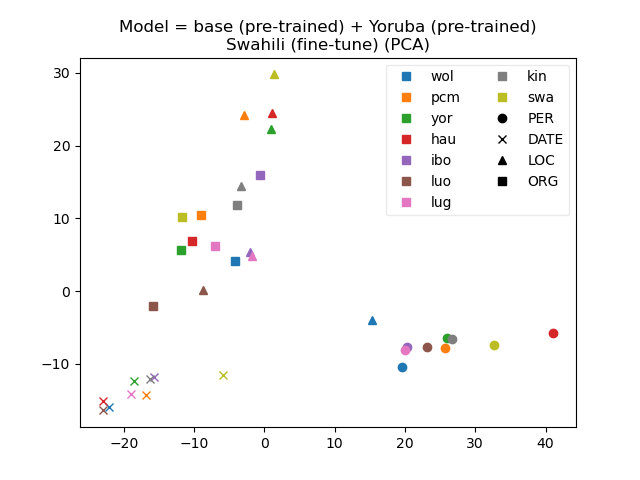 Model = base (pre-trained) + Yoruba (pre-trained)
Swahili (fine-tune) (PCA)
30
20
10
0
−10
−20
−10
0
10
20
30
40
wol
pcm
yor
hau
ibo
luo
lug
kin
swa
PER
DATE
LOC
ORG